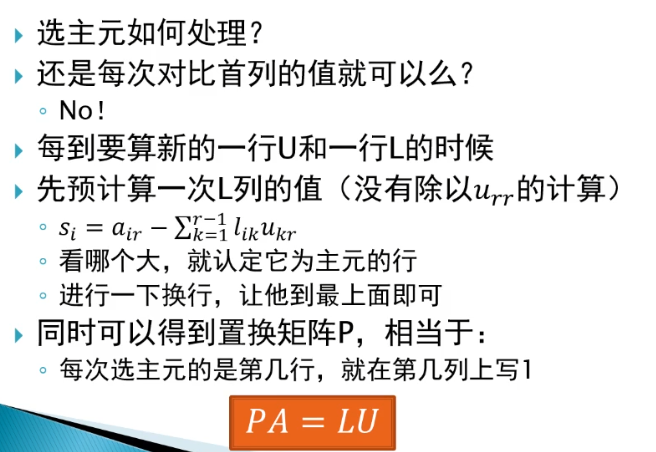 选主元如何处理？
还是每次对比首列的值就可以么？
No！
每到要算新的一行U和一行L的时候
先预计算一次L列的值（没有除以$u_{rr}$的计算）
$s_i = a_{ir} - \sum_{k=1}^{r-1} l_{ik}u_{kr}$
看哪个大，就认定它为主元的行
进行一下换行，让他到最上面即可
同时可以得到置换矩阵P，相当于：
每次选主元的是第几行，就在第几列上写1
$PA = LU$